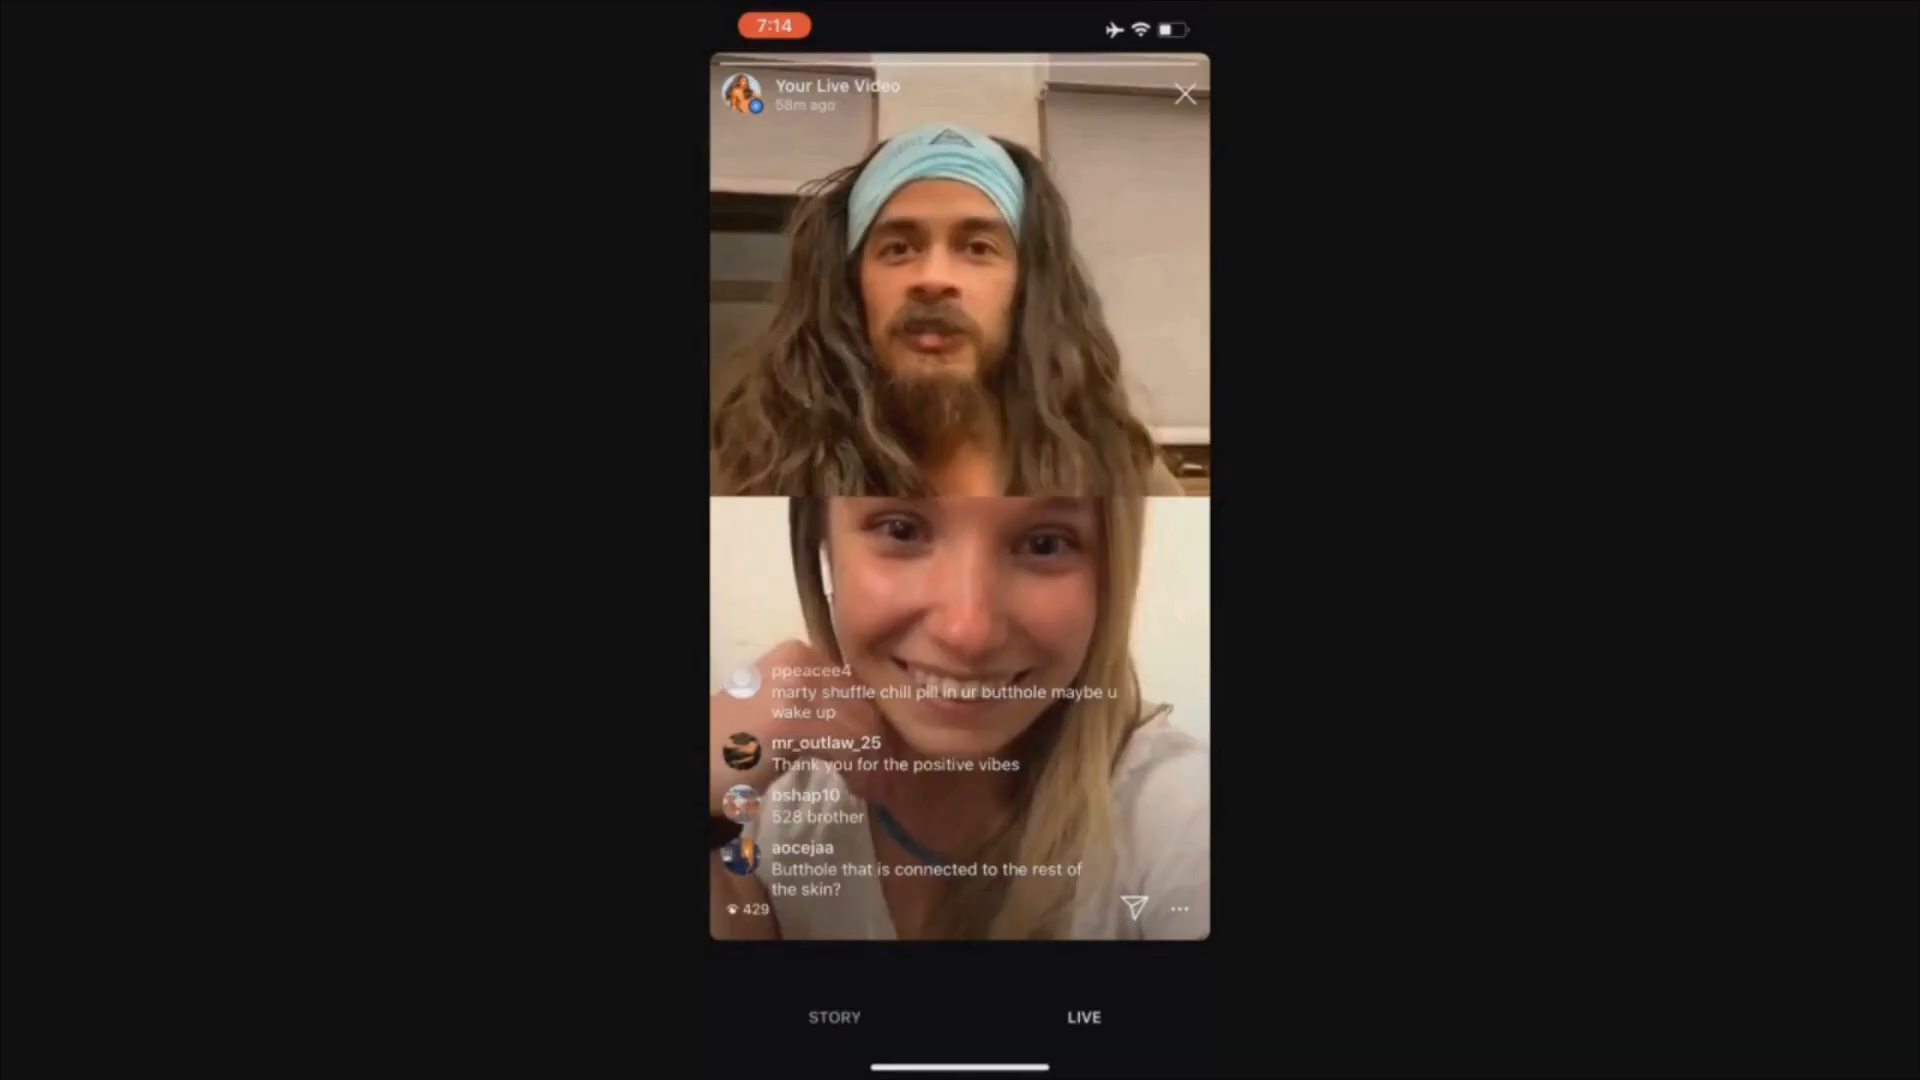 7:14
Your Live Video
58m ago
ppeacee4
marty shuffle chill pill in ur butthole maybe u
wake up
mr_outlaw_25
Thank you for the positive vibes
bshap10
528 brother
aocejaa
Butthole that is connected to the rest of
the skin?
429
STORY
LIVE